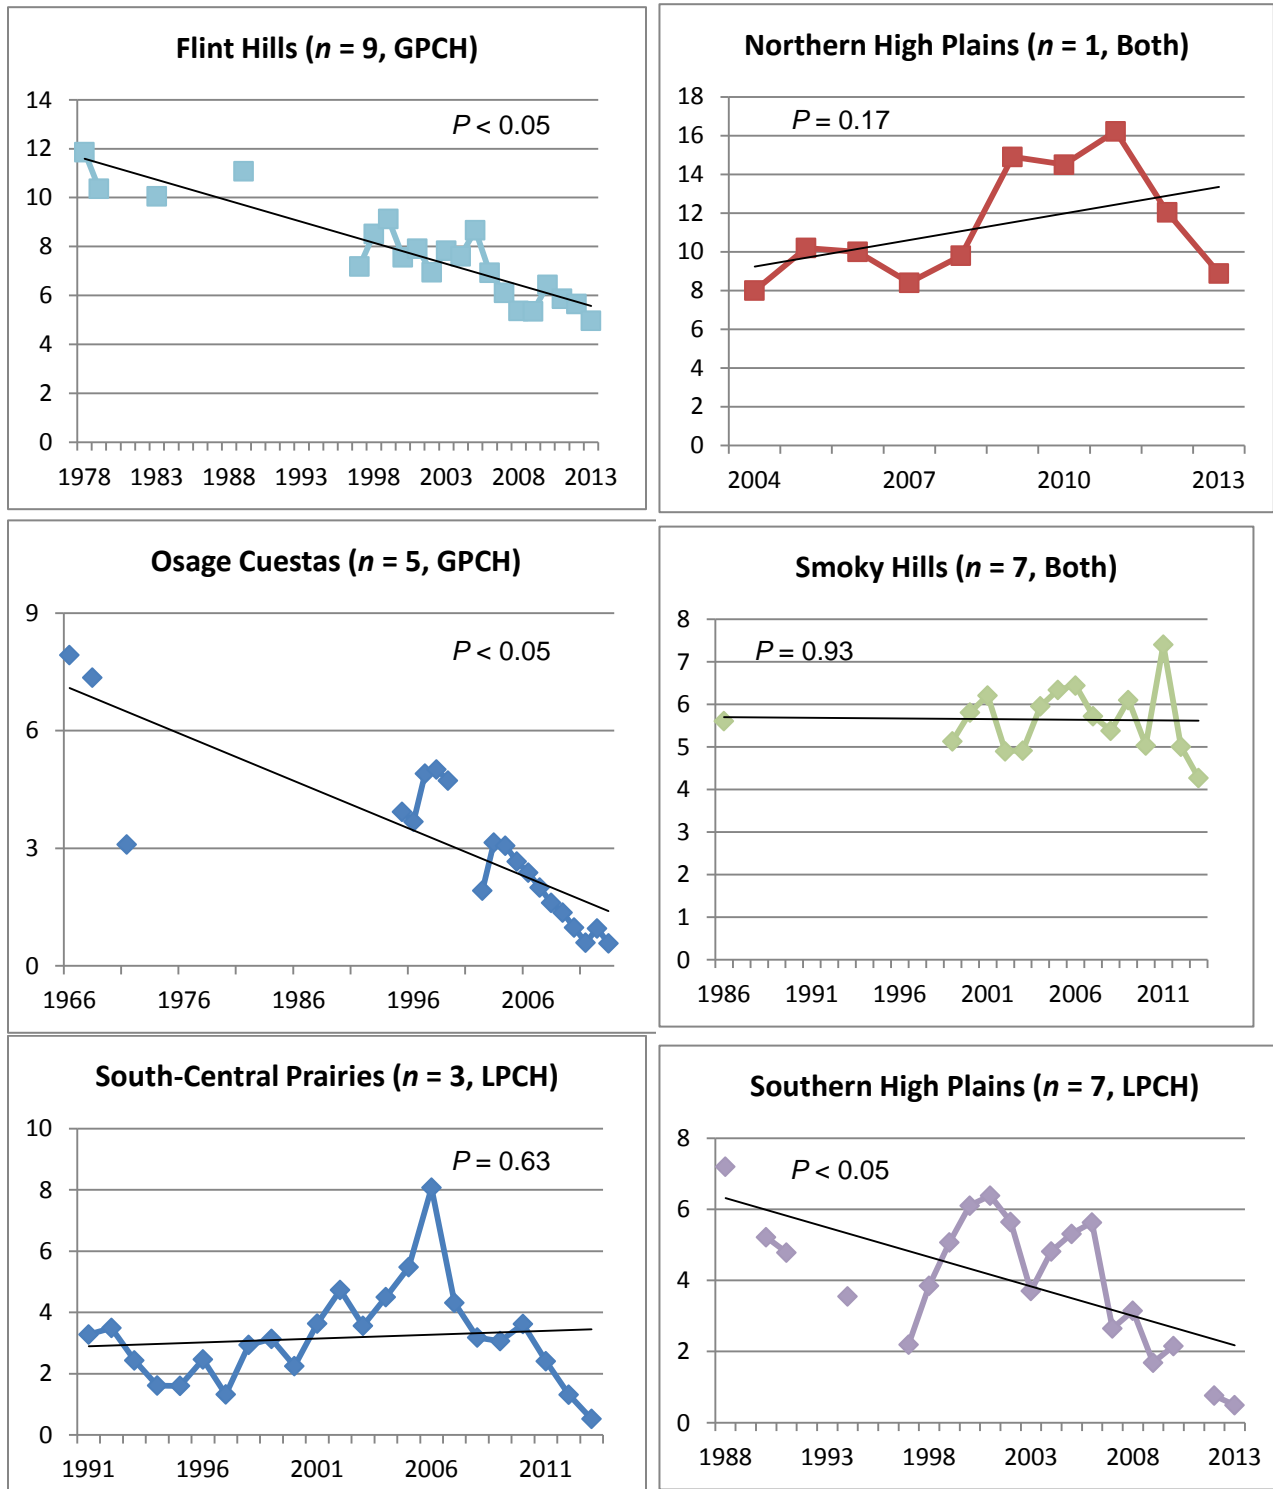 Flint Hills (n = 9, GPCH)
P < 0.05
14
12
10
8
6
4
2
0
1978 1983 1988 1993 1998 2003 2008 2013
Northern High Plains (n = 1, Both)
P = 0.17
18
16
14
12
10
8
6
4
2
0
2004 2007 2010 2013
Osage Cuestas (n = 5, GPCH)
P < 0.05
9
6
3
0
1966 1976 1986 1996 2006
Smoky Hills (n = 7, Both)
P = 0.93
8
7
6
5
4
3
2
1
0
1986 1991 1996 2001 2006 2011
South-Central Prairies (n = 3, LPCH)
P = 0.63
10
8
6
4
2
0
1991 1996 2001 2006 2011
Southern High Plains (n = 7, LPCH)
P < 0.05
8
6
4
2
0
1988 1993 1998 2003 2008 2013